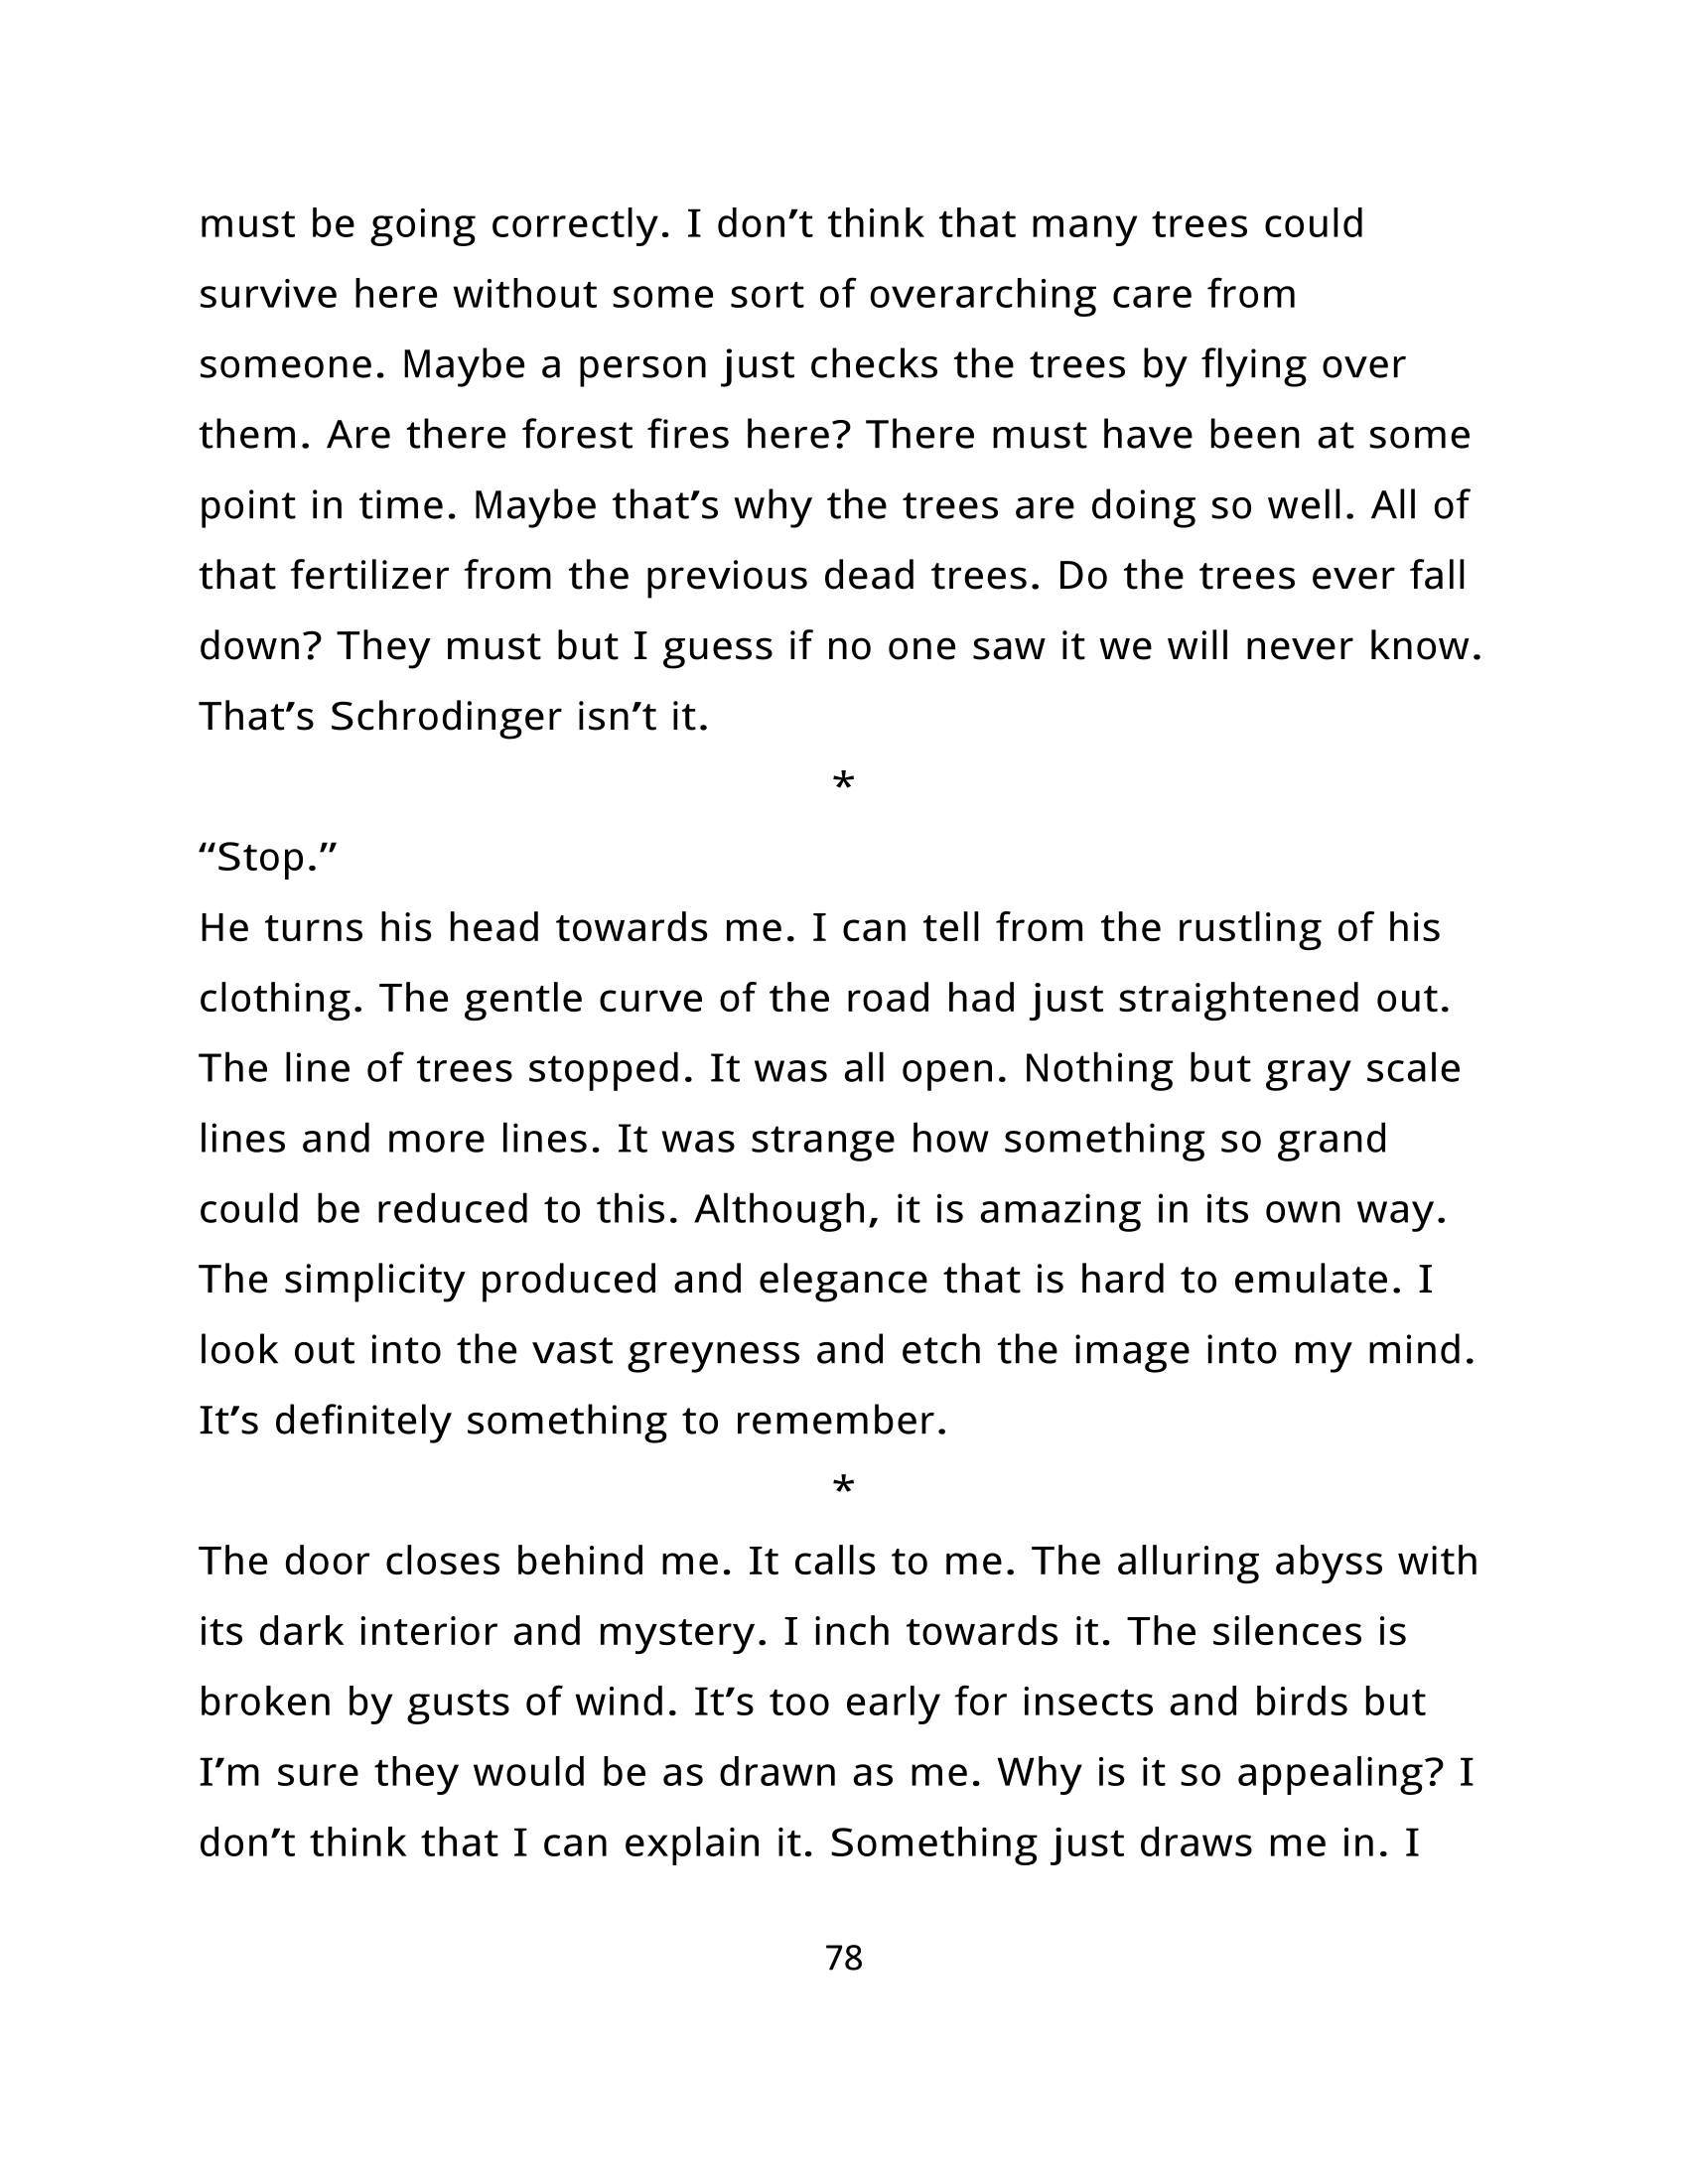 must be going correctly. I don’t think that many trees could
survive here without some sort of overarching care from
someone. Maybe a person just checks the trees by flying over
them. Are there forest fires here? There must have been at some
point in time. Maybe that’s why the trees are doing so well. All of
that fertilizer from the previous dead trees. Do the trees ever fall
down? They must but I guess if no one saw it we will never know.
That’s Schrodinger isn’t it.
*
“Stop.”
He turns his head towards me. I can tell from the rustling of his
clothing. The gentle curve of the road had just straightened out.
The line of trees stopped. It was all open. Nothing but gray scale
lines and more lines. It was strange how something so grand
could be reduced to this. Although, it is amazing in its own way.
The simplicity produced and elegance that is hard to emulate. I
look out into the vast greyness and etch the image into my mind.
It’s definitely something to remember.
*
The door closes behind me. It calls to me. The alluring abyss with
its dark interior and mystery. I inch towards it. The silences is
broken by gusts of wind. It’s too early for insects and birds but
I’m sure they would be as drawn as me. Why is it so appealing? I
don’t think that I can explain it. Something just draws me in. I
78